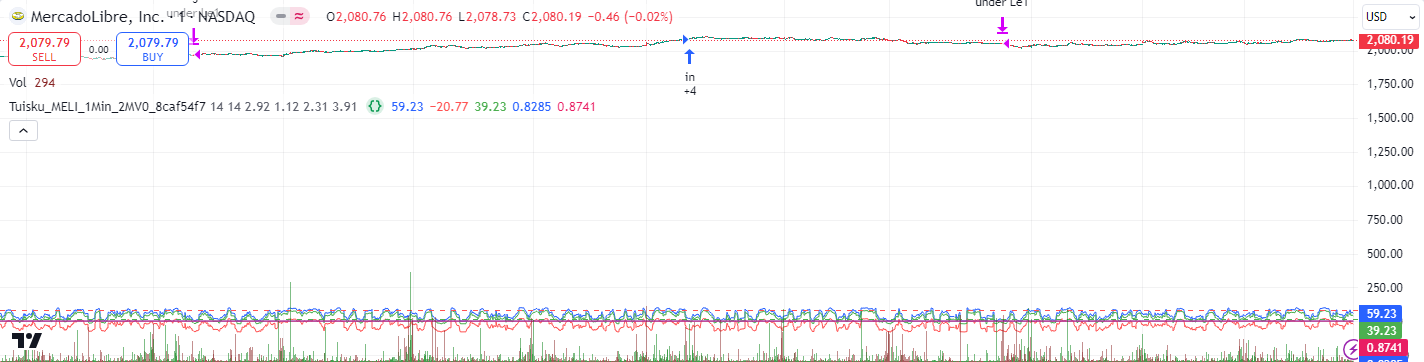 under Le1
under Le1
MercadoLibre, Inc. · 1 · NASDAQ O2,080.76 H2,080.76 L2,078.73 C2,080.19 −0.46 (−0.02%)
USD
2,079.79 SELL
0.00
2,079.79 BUY
2,080.19
2,000.00
Vol 294
in
+4
1,750.00
Tuisku_MELI_1Min_2MV0_8caf54f7 14 14 2.92 1.12 2.31 3.91 {} 59.23 −20.77 39.23 0.8285 0.8741
1,500.00
1,250.00
1,000.00
750.00
500.00
250.00
59.23
39.23
0.8741
0.8285